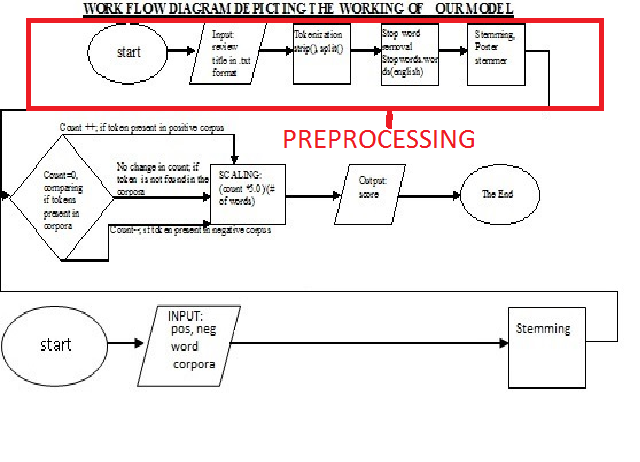 WORK FLOW DIAGRAM DEPICTING THE WORKING OF OUR MODEL
start
Input:
review
title in .txt
format
Tokenization
strip(), split()
Stop word
removal
Stopwords.wor
ds(english)
Stemming,
Porter
stemmer
PREPROCESSING
Count ++; if token present in positive corpus
Count=0,
comparing
if tokens
present in
corpora
No change in count, if
token is not found in the
corpora
Count--; if token present in negative corpus
SCALING:
(count *5.0)/(#
of words)
Output:
score
The End
start
INPUT:
pos, neg
word
corpora
Stemming